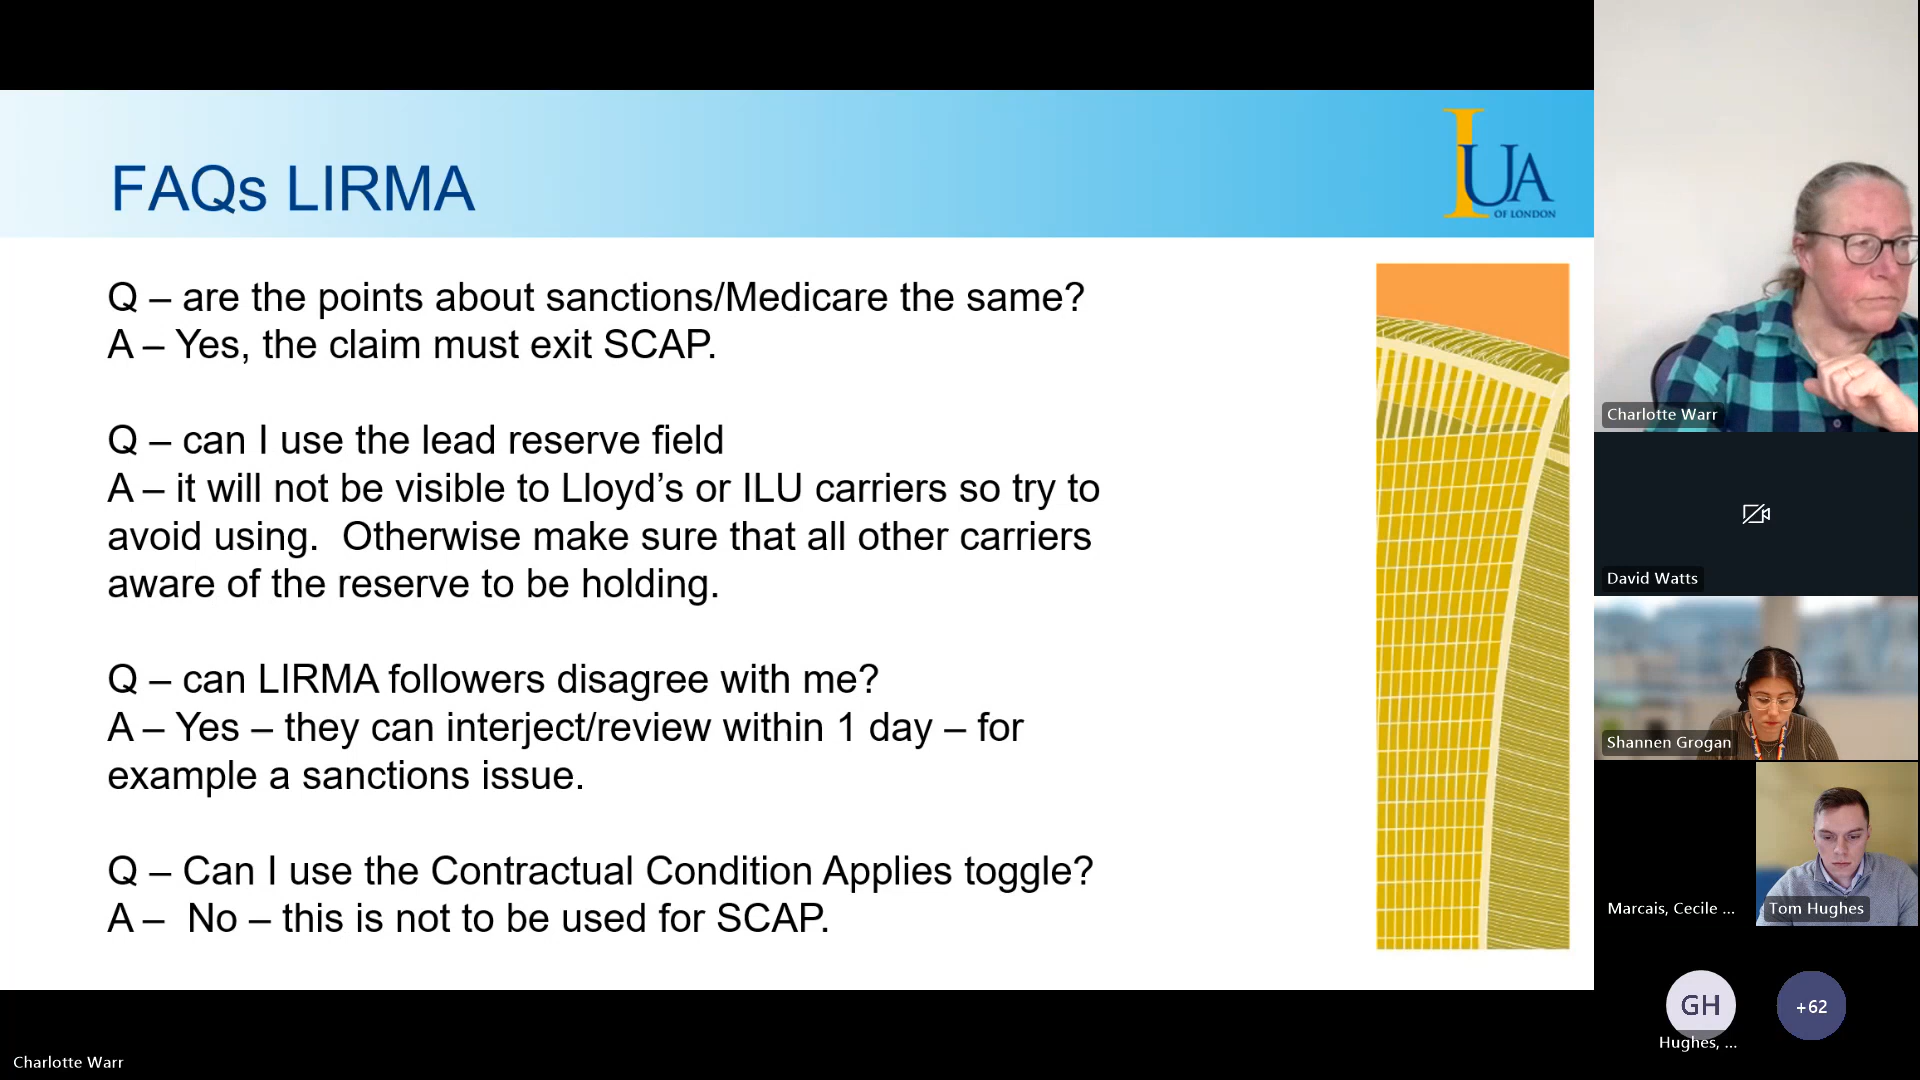 FAQs LIRMA
IUA
OF LONDON
Q – are the points about sanctions/Medicare the same?
A – Yes, the claim must exit SCAP.
Q – can I use the lead reserve field
A – it will not be visible to Lloyd’s or ILU carriers so try to
avoid using.  Otherwise make sure that all other carriers
aware of the reserve to be holding.
Q – can LIRMA followers disagree with me?
A – Yes – they can interject/review within 1 day – for
example a sanctions issue.
Q – Can I use the Contractual Condition Applies toggle?
A –  No – this is not to be used for SCAP.
Charlotte Warr
David Watts
Shannen Grogan
Marcais, Cecile ...
Tom Hughes
GH
+62
Hughes, ...
Charlotte Warr